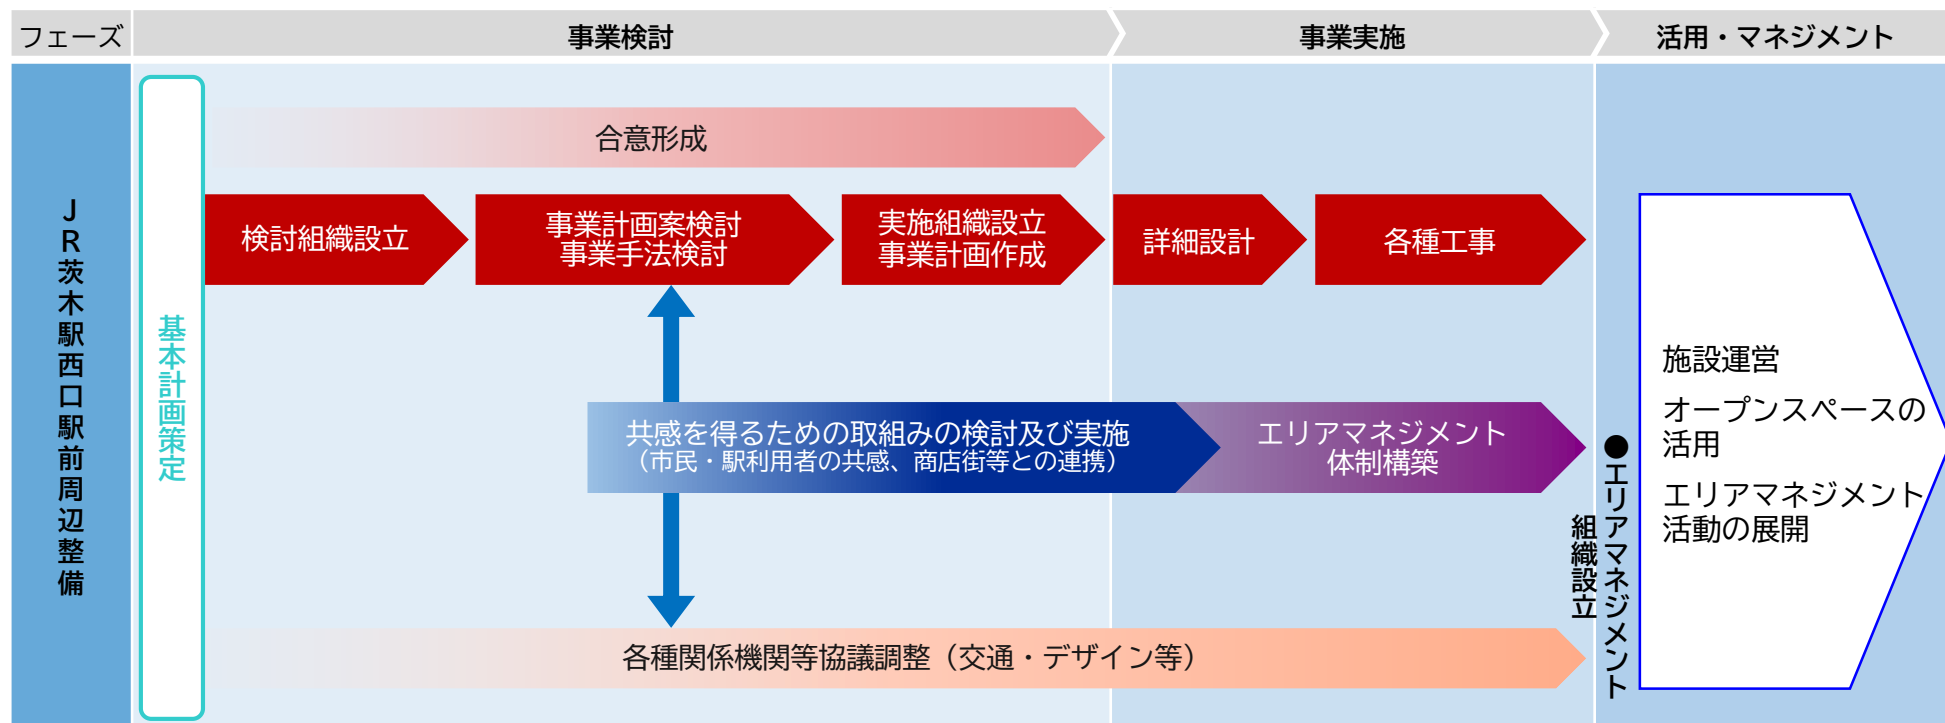 フェーズ
事業検討
事業実施
活用・マネジメント
JR茨木駅西口駅前周辺整備
基本計画策定
合意形成
検討組織設立
事業計画案検討
事業手法検討
実施組織設立
事業計画作成
詳細設計
各種工事
共感を得るための取組みの検討及び実施
（市民・駅利用者の共感、商店街等との連携）
エリアマネジメント
体制構築
各種関係機関等協議調整（交通・デザイン等）
●エリアマネジメント
組織設立
施設運営
オープンスペースの
活用
エリアマネジメント
活動の展開